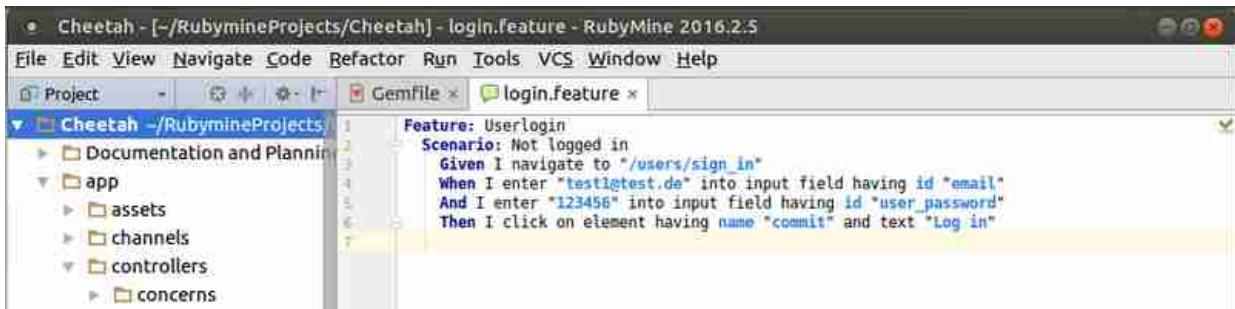 Cheetah - [~/RubymineProjects/Cheetah] - login.feature - RubyMine 2016.2.5
File Edit View Navigate Code Refactor Run Tools VCS Window Help
Project
Gemfile × login.feature ×
Cheetah ~/RubymineProjects/
Documentation and Plannin
app
assets
channels
controllers
concerns
1 Feature: Userlogin
2 Scenario: Not logged in
3 Given I navigate to "/users/sign_in"
4 When I enter "test1@test.de" into input field having id "email"
5 And I enter "123456" into input field having id "user_password"
6 Then I click on element having name "commit" and text "Log in"
7